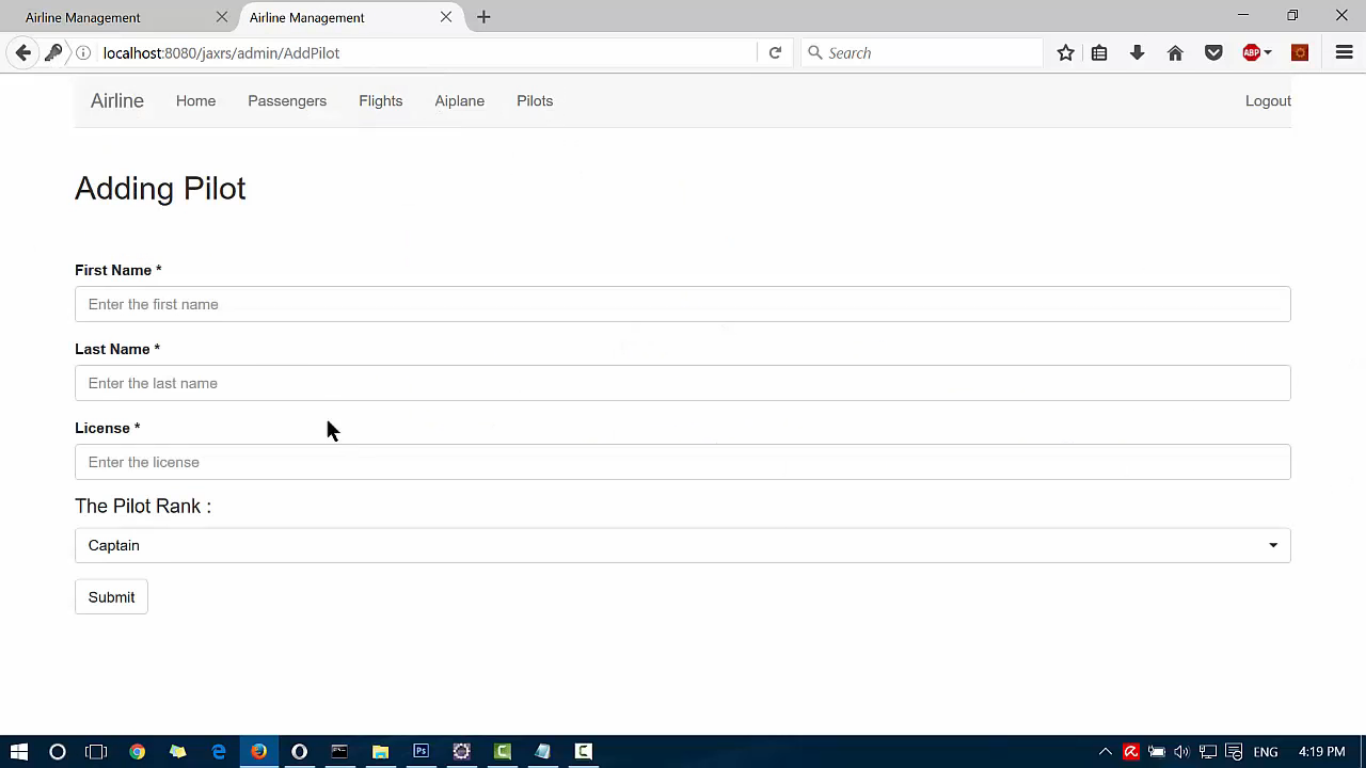 Airline Management
Airline Management
localhost:8080/jaxrs/admin/AddPilot
Search
ABP
Airline Home Passengers Flights Aiplane Pilots Logout
Adding Pilot
First Name *
Enter the first name
Last Name *
Enter the last name
License *
Enter the license
The Pilot Rank :
Captain
Submit
Ps
ENG 4:19 PM